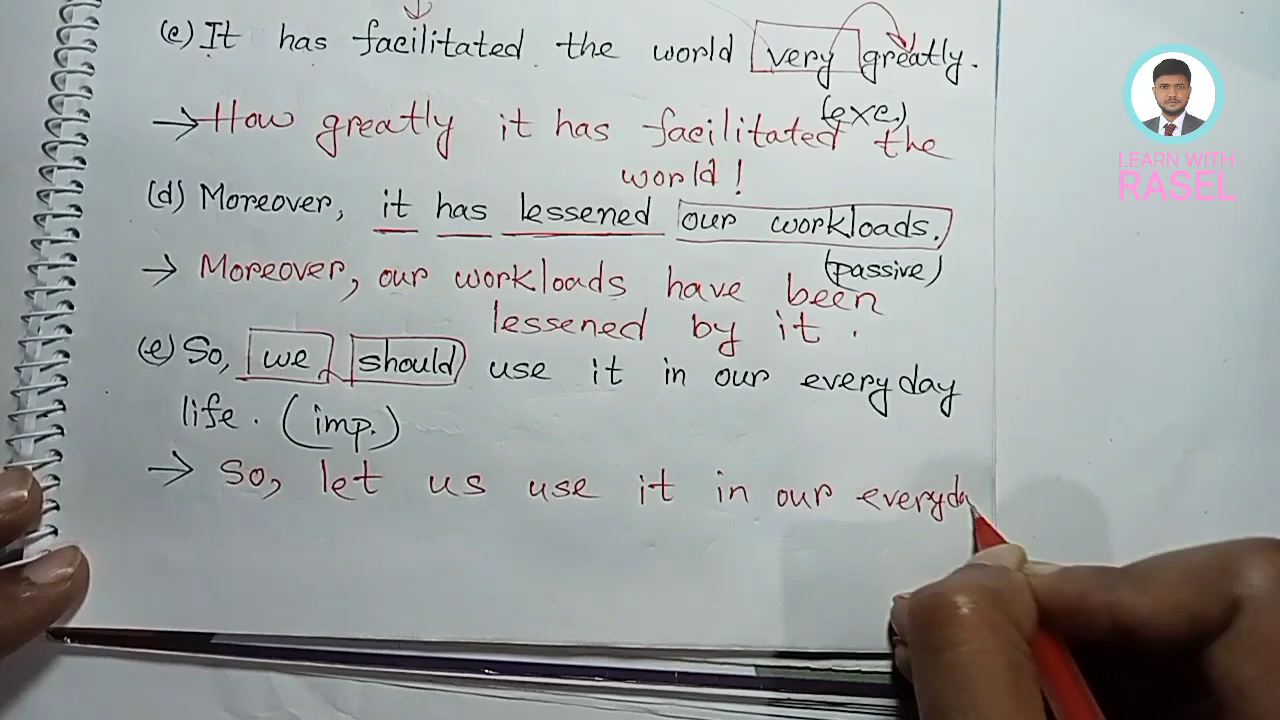 (e) It has facilitated the world very greatly.
(exe)
→ How greatly it has facilitated the
world!
(d) Moreover, it has lessened our workloads.
(passive)
→ Moreover, our workloads have been
lessened by it.
(e) So, we should use it in our everyday
life. (imp.)
→ So, let us use it in our everyda
LEARN WITH
RASEL